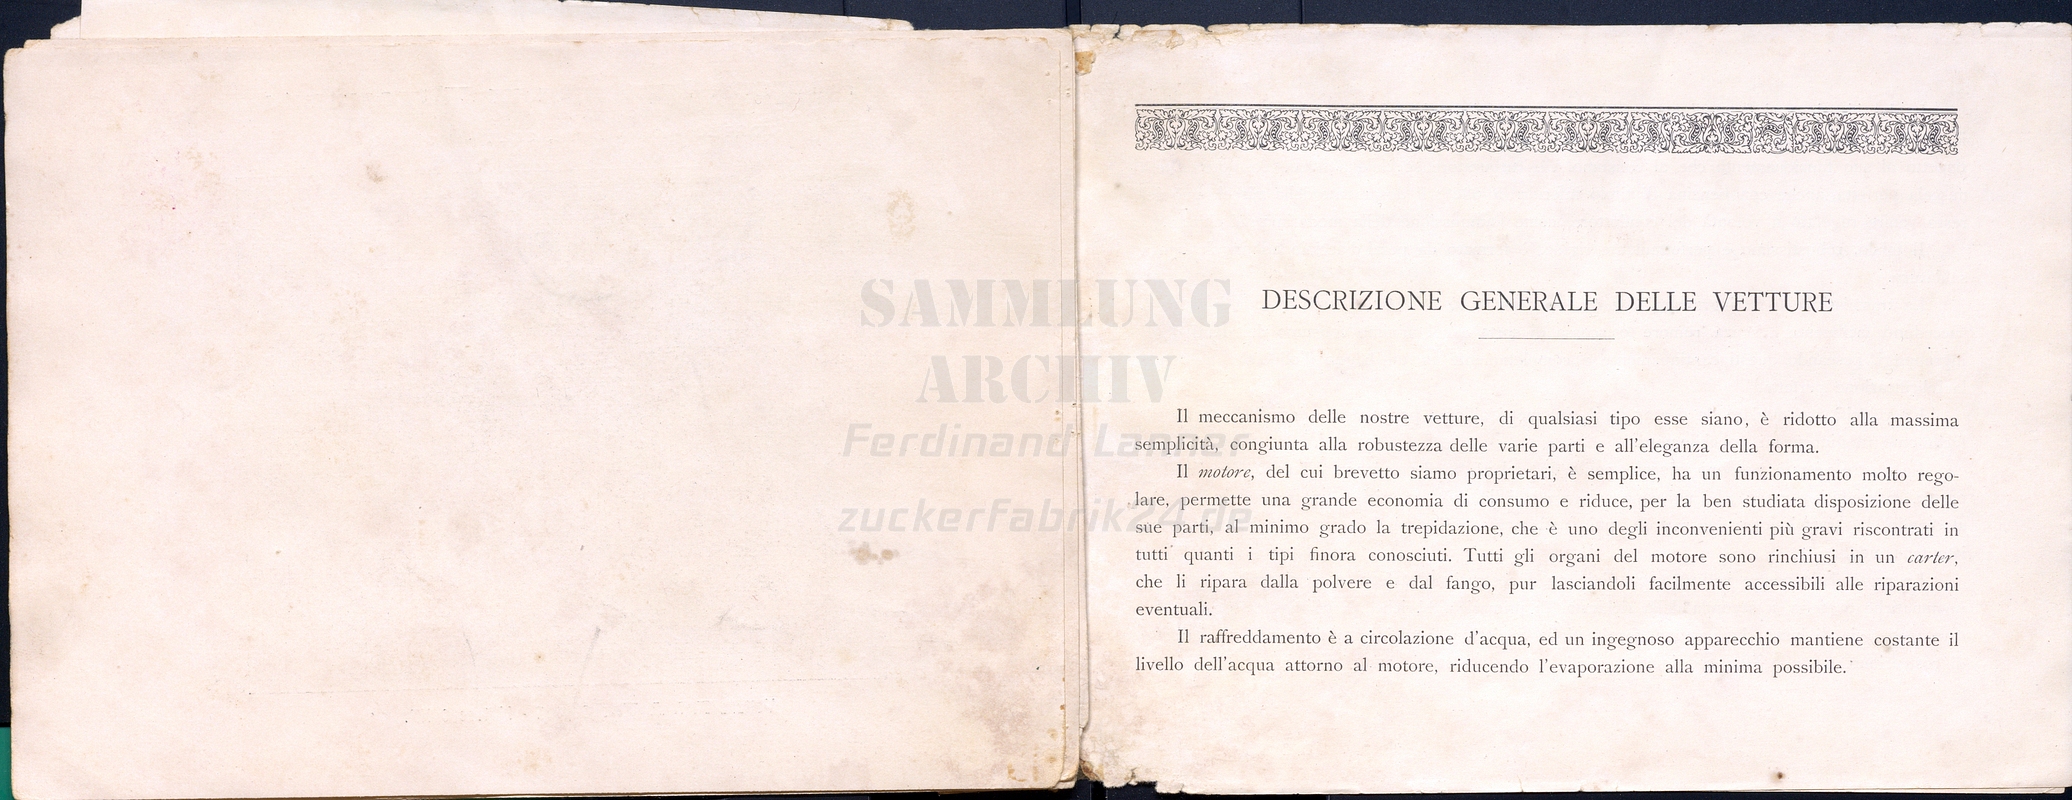 SAMMLUNG
ARCHIV
Ferdinand Lanner
zuckerfabrik24.de
DESCRIZIONE GENERALE DELLE VETTURE
Il meccanismo delle nostre vetture, di qualsiasi tipo esse siano, è ridotto alla massima
semplicità, congiunta alla robustezza delle varie parti e all'eleganza della forma.
Il motore, del cui brevetto siamo proprietari, è semplice, ha un funzionamento molto rego-
lare, permette una grande economia di consumo e riduce, per la ben studiata disposizione delle
sue parti, al minimo grado la trepidazione, che è uno degli inconvenienti più gravi riscontrati in
tutti quanti i tipi finora conosciuti. Tutti gli organi del motore sono rinchiusi in un carter,
che li ripara dalla polvere e dal fango, pur lasciandoli facilmente accessibili alle riparazioni
eventuali.
Il raffreddamento è a circolazione d'acqua, ed un ingegnoso apparecchio mantiene costante il
livello dell'acqua attorno al motore, riducendo l'evaporazione alla minima possibile.